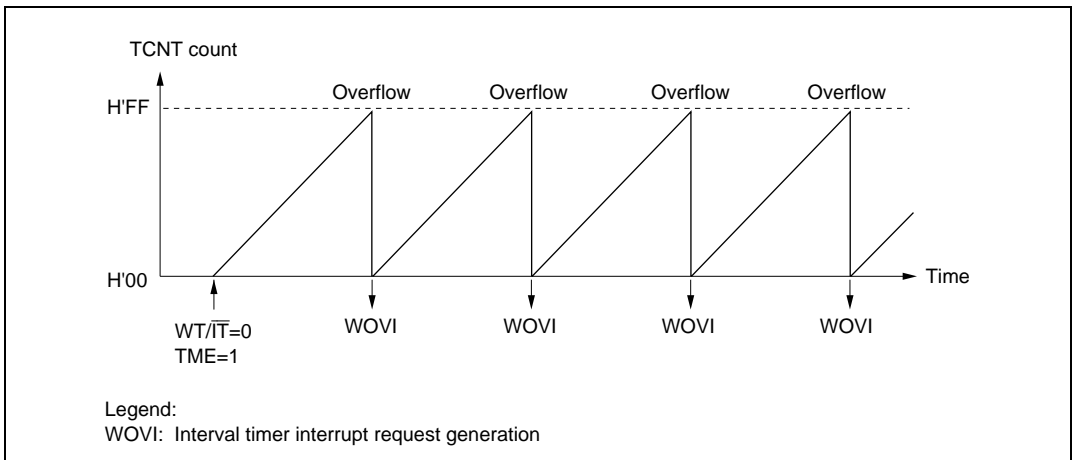 TCNT count
Overflow Overflow Overflow Overflow
H'FF
H'00
Time
WT/I̅T̅=0
TME=1
WOVI WOVI WOVI WOVI
Legend:
WOVI: Interval timer interrupt request generation